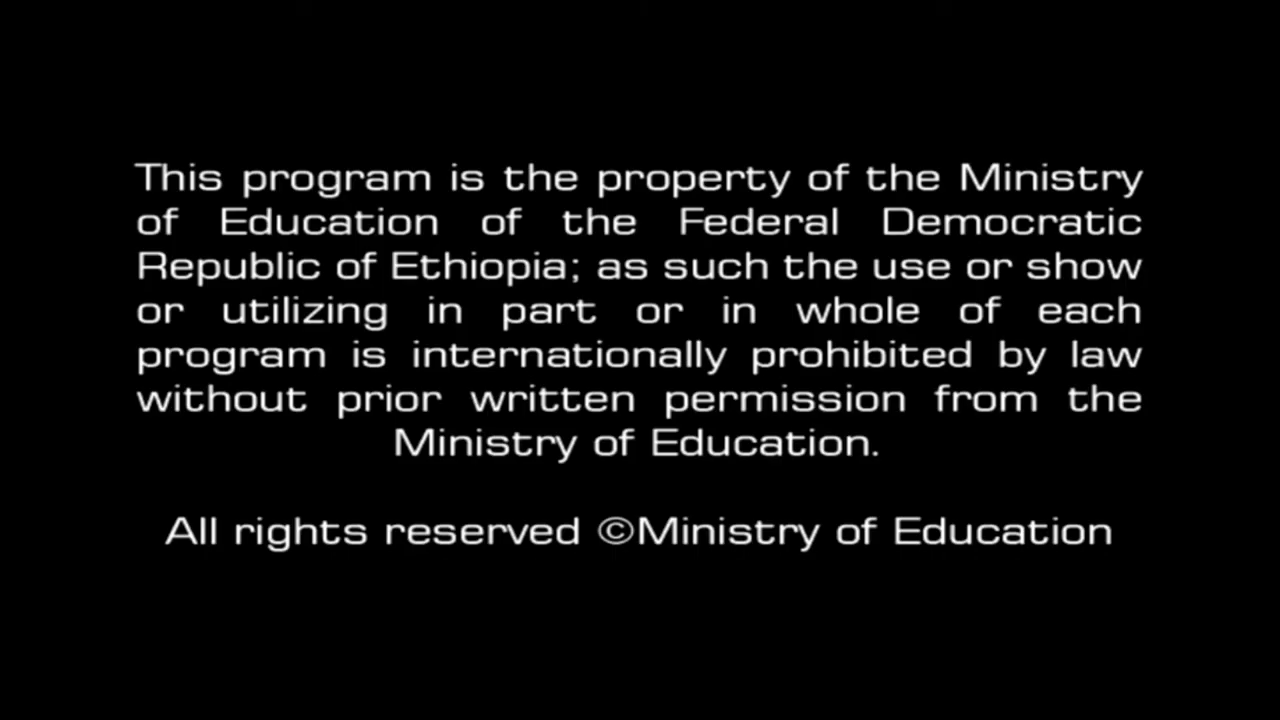 This program is the property of the Ministry
of Education of the Federal Democratic
Republic of Ethiopia; as such the use or show
or utilizing in part or in whole of each
program is internationally prohibited by law
without prior written permission from the
Ministry of Education.
All rights reserved ©Ministry of Education